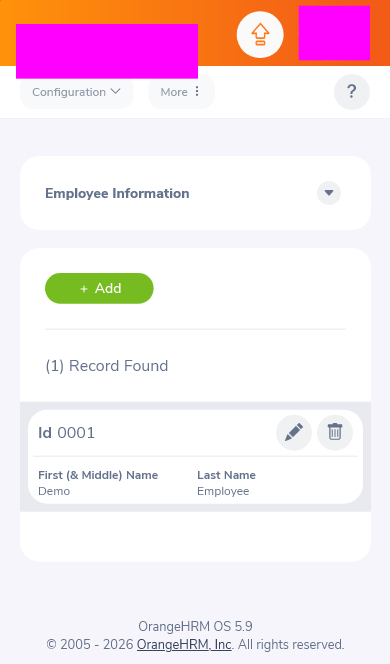 Configuration More ?
Employee Information
+ Add
(1) Record Found
Id 0001
First (& Middle) Name Last Name
Demo Employee
OrangeHRM OS 5.9
© 2005 - 2026 OrangeHRM, Inc. All rights reserved.